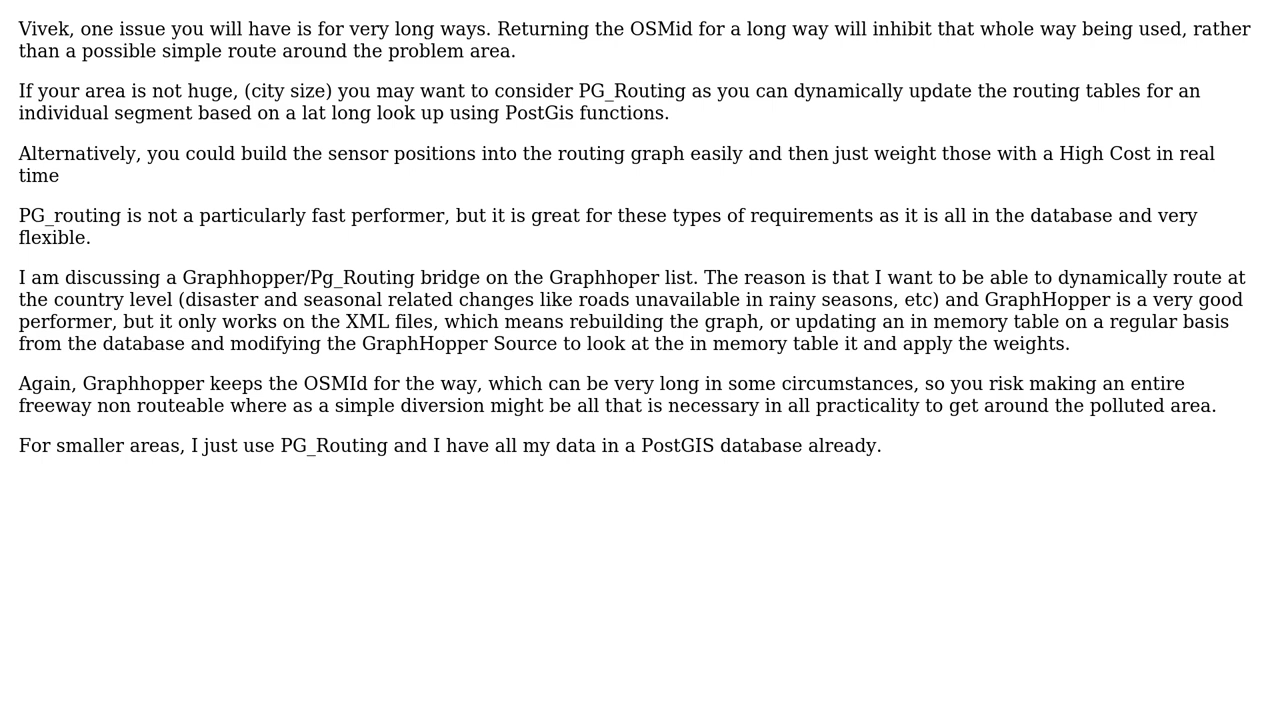 Vivek, one issue you will have is for very long ways. Returning the OSMid for a long way will inhibit that whole way being used, rather
than a possible simple route around the problem area.
If your area is not huge, (city size) you may want to consider PG_Routing as you can dynamically update the routing tables for an
individual segment based on a lat long look up using PostGis functions.
Alternatively, you could build the sensor positions into the routing graph easily and then just weight those with a High Cost in real
time
PG_routing is not a particularly fast performer, but it is great for these types of requirements as it is all in the database and very
flexible.
I am discussing a Graphhopper/Pg_Routing bridge on the Graphhoper list. The reason is that I want to be able to dynamically route at
the country level (disaster and seasonal related changes like roads unavailable in rainy seasons, etc) and GraphHopper is a very good
performer, but it only works on the XML files, which means rebuilding the graph, or updating an in memory table on a regular basis
from the database and modifying the GraphHopper Source to look at the in memory table it and apply the weights.
Again, Graphhopper keeps the OSMId for the way, which can be very long in some circumstances, so you risk making an entire
freeway non routeable where as a simple diversion might be all that is necessary in all practicality to get around the polluted area.
For smaller areas, I just use PG_Routing and I have all my data in a PostGIS database already.